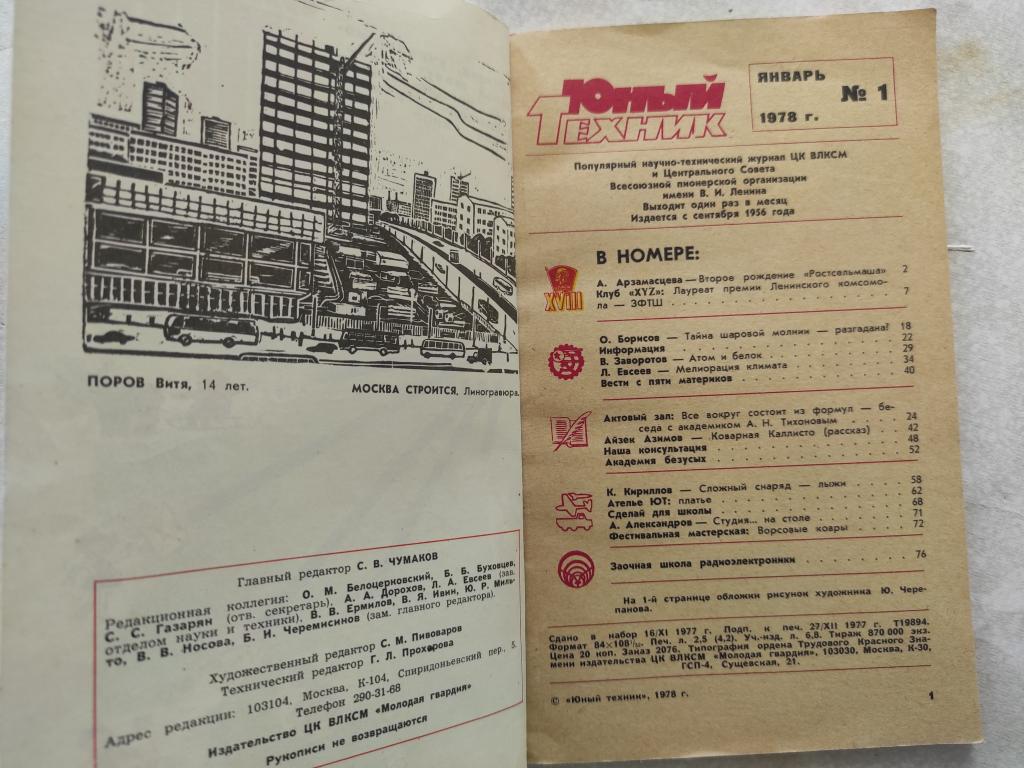 ПОРОВ Витя, 14 лет.
МОСКВА СТРОИТСЯ. Линогравюра.
Главный редактор С. В. ЧУМАКОВ
Редакционная коллегия: О. М. Белоцерковский, Б. Б. Буховцев,
С. С. Газарян (отв. секретарь), А. А. Дорохов, Л. А. Евсеев (зав.
отделом науки и техники), В. В. Ермилов, В. Я. Ивин, Ю. Р. Миль-
то, В. В. Носова, Б. И. Черемисинов (зам. главного редактора).
Художественный редактор С. М. Пивоваров
Технический редактор Г. Л. Прохорова
Адрес редакции: 103104, Москва, К-104, Спиридоньевский пер., 5.
Телефон 290-31-68
Издательство ЦК ВЛКСМ «Молодая гвардия»
Рукописи не возвращаются
Юный
Техник
ЯНВАРЬ
№ 1
1978 г.
Популярный научно-технический журнал ЦК ВЛКСМ
и Центрального Совета
Всесоюзной пионерской организации
имени В. И. Ленина
Выходит один раз в месяц
Издается с сентября 1956 года
В НОМЕРЕ:
XVIII
А. Арзамасцева — Второе рождение «Ростсельмаша» 2
Клуб «XYZ»: Лауреат премии Ленинского комсомо-
ла — ЗФТШ . . . . . . . . . . 7
О. Борисов — Тайна шаровой молнии — разгадана? 18
Информация . . . . . . . . . . 22
В. Заворотов — Атом и белок . . . . . . . . . . 29
Л. Евсеев — Мелиорация климата . . . . . . . . . . 34
Вести с пяти материков . . . . . . . . . . 40
Актовый зал: Все вокруг состоит из формул — бе-
седа с академиком А. Н. Тихоновым . . . . . 24
Айзек Азимов — Коварная Каллисто (рассказ) . . 42
Наша консультация . . . . . . . . . . 48
Академия безусых . . . . . . . . . . 52
К. Кириллов — Сложный снаряд — лыжи . . . . . 58
Ателье ЮТ: платье . . . . . . . . . . 62
Сделай для школы . . . . . . . . . . 68
А. Александров — Студия... на столе . . . . . 71
Фестивальная мастерская: Ворсовые ковры . . . 72
Заочная школа радиоэлектроники . . . . . 76
На 1-й странице обложки рисунок художника Ю. Чере-
панова.
Сдано в набор 16/XI 1977 г. Подп. к печ. 27/XII 1977 г. Т19894.
Формат 84×108 1/32. Печ. л. 2,5 (4,2). Уч.-изд. л. 6,8. Тираж 870 000 экз.
Цена 20 коп. Заказ 2076. Типография ордена Трудового Красного Зна-
мени издательства ЦК ВЛКСМ «Молодая гвардия», 103030, Москва, К-30,
ГСП-4, Сущевская, 21.
© «Юный техник», 1978 г.
1